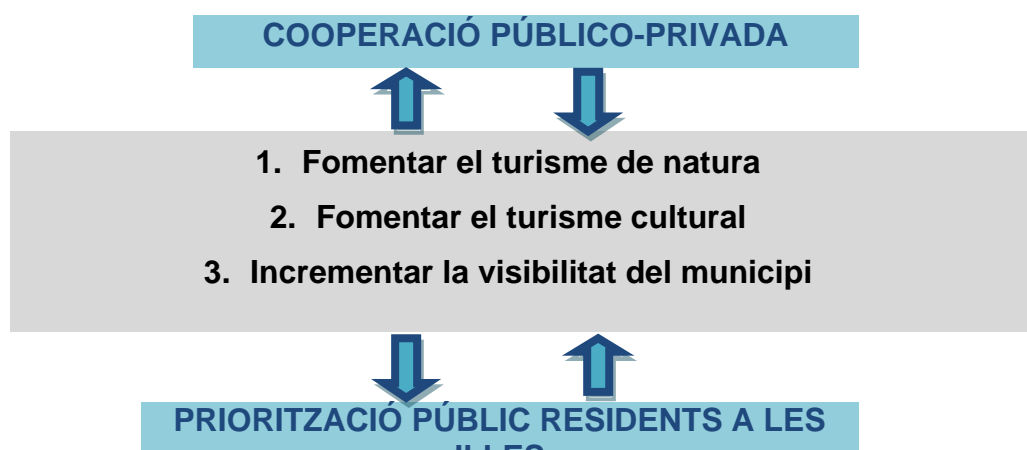 COOPERACIÓ PÚBLICO-PRIVADA
1. Fomentar el turisme de natura
2. Fomentar el turisme cultural
3. Incrementar la visibilitat del municipi
PRIORITZACIÓ PÚBLIC RESIDENTS A LES